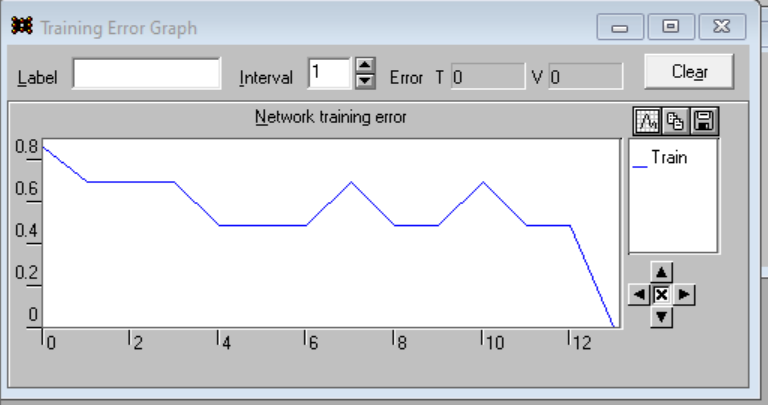 Training Error Graph
Label Interval 1 Error T 0 V 0 Clear
Network training error
Train
0.8
0.6
0.4
0.2
0
0 2 4 6 8 10 12